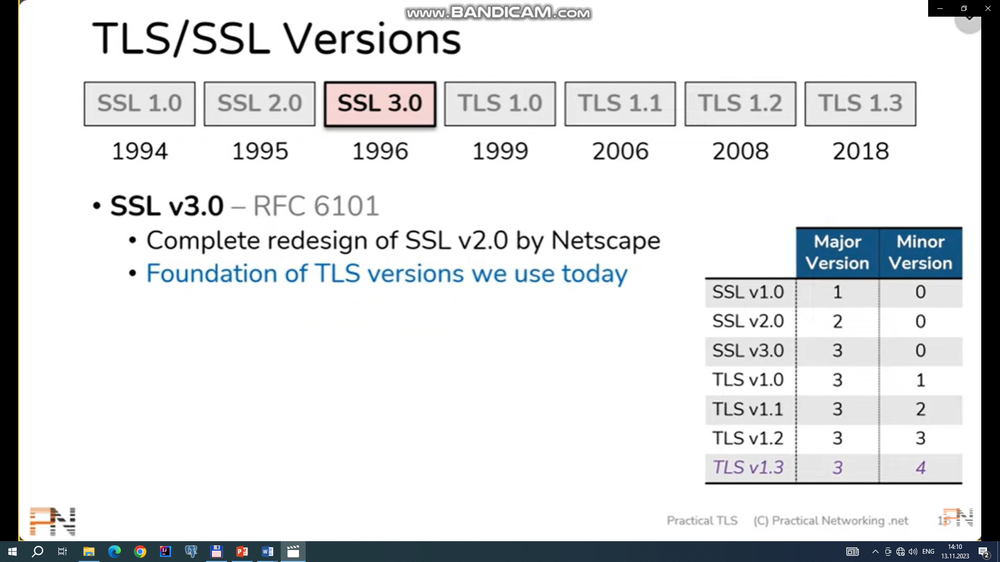 www.BANDICAM.com
TLS/SSL Versions
SSL 1.0 SSL 2.0 SSL 3.0 TLS 1.0 TLS 1.1 TLS 1.2 TLS 1.3
1994 1995 1996 1999 2006 2008 2018
• SSL v3.0 – RFC 6101
• Complete redesign of SSL v2.0 by Netscape
• Foundation of TLS versions we use today
Major Version Minor Version
SSL v1.0 1 0
SSL v2.0 2 0
SSL v3.0 3 0
TLS v1.0 3 1
TLS v1.1 3 2
TLS v1.2 3 3
TLS v1.3 3 4
PN
Practical TLS (C) Practical Networking .net
PN
ENG
14:10
13.11.2023
2